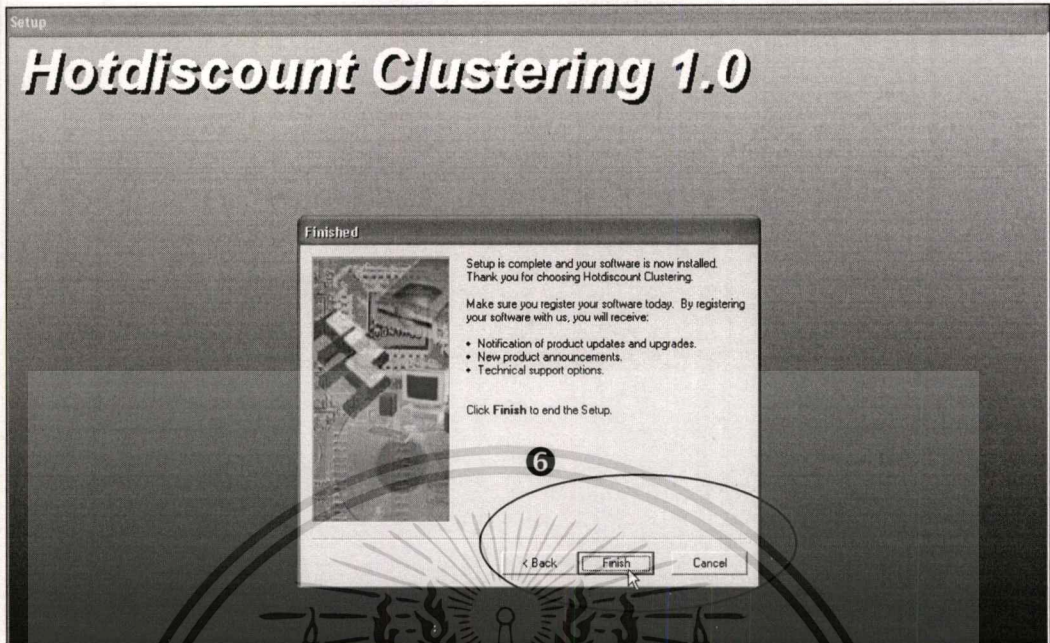 Setup
Hotdiscount Clustering 1.0
Finished
Setup is complete and your software is now installed.
Thank you for choosing Hotdiscount Clustering.
Make sure you register your software today. By registering
your software with us, you will receive:
• Notification of product updates and upgrades.
• New product announcements.
• Technical support options.
Click Finish to end the Setup.
6
< Back
Finish
Cancel